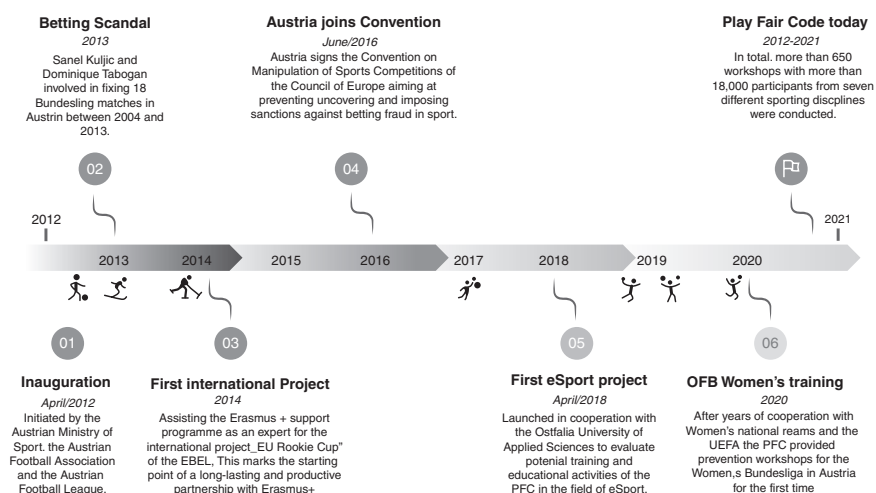 Betting Scandal
2013
Sanel Kuljic and
Dominique Tabogan
involved in fixing 18
Bundesling matches in
Austrin between 2004 and
2013.
02
Austria joins Convention
June/2016
Austria signs the Convention on
Manipulation of Sports Competitions of
the Council of Europe aiming at
preventing uncovering and imposing
sanctions against betting fraud in sport.
04
Play Fair Code today
2012-2021
In total. more than 650
workshops with more than
18,000 participants from seven
different sporting discplines
were conducted.
2012
2021
2013
2014
2015
2016
2017
2018
2019
2020
01
Inauguration
April/2012
Initiated by the
Austrian Ministry of
Sport. the Austrian
Football Association
and the Austrian
Football League.
03
First international Project
2014
Assisting the Erasmus + support
programme as an expert for the
international project_EU Rookie Cup”
of the EBEL, This marks the starting
point of a long-lasting and productive
partnership with Erasmus+
05
First eSport project
April/2018
Launched in cooperation with
the Ostfalia University of
Applied Sciences to evaluate
potenial training and
educational activities of the
PFC in the field of eSport.
06
OFB Women’s training
2020
After years of cooperation with
Women’s national reams and the
UEFA the PFC provided
prevention workshops for the
Women,s Bundesliga in Austria
for the first time